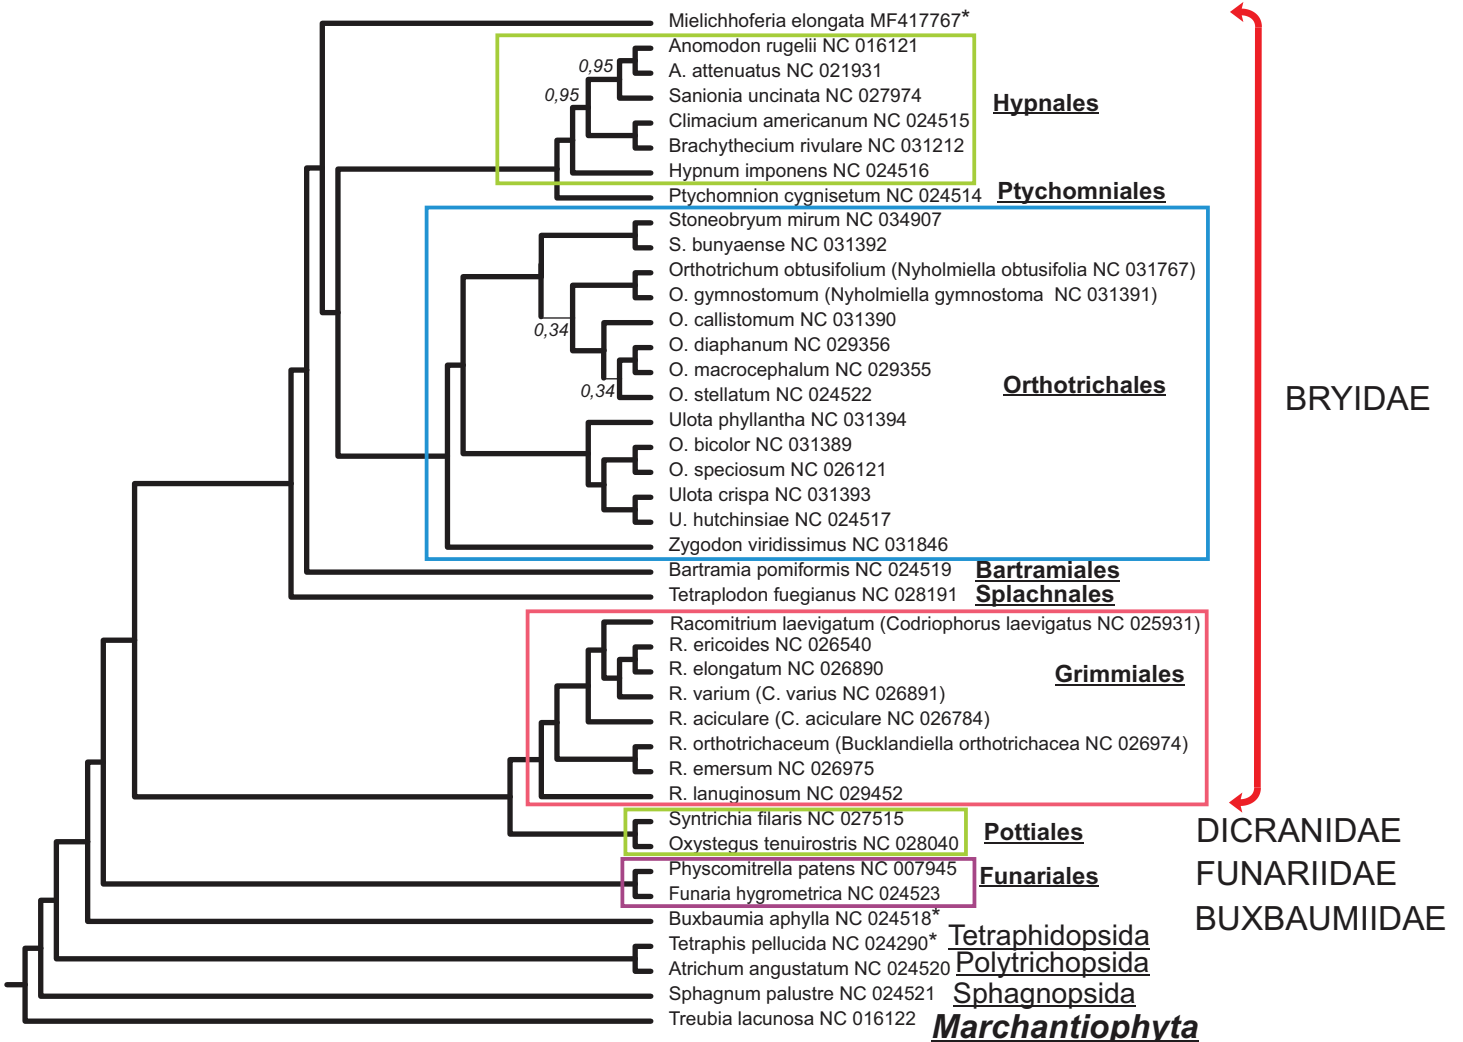 Mielichhoferia elongata MF417767*
Anomodon rugelii NC 016121
0,95
A. attenuatus NC 021931
Sanionia uncinata NC 027974
0,95
Hypnales
Climacium americanum NC 024515
Brachythecium rivulare NC 031212
Hypnum imponens NC 024516
Ptychomnion cygnisetum NC 024514 Ptychomniales
Stoneobryum mirum NC 034907
S. bunyaense NC 031392
Orthotrichum obtusifolium (Nyholmiella obtusifolia NC 031767)
O. gymnostomum (Nyholmiella gymnostoma NC 031391)
O. callistomum NC 031390
0,34
O. diaphanum NC 029356
O. macrocephalum NC 029355
Orthotrichales
0,34
O. stellatum NC 024522
BRYIDAE
Ulota phyllantha NC 031394
O. bicolor NC 031389
O. speciosum NC 026121
Ulota crispa NC 031393
U. hutchinsiae NC 024517
Zygodon viridissimus NC 031846
Bartramia pomiformis NC 024519 Bartramiales
Tetraplodon fuegianus NC 028191 Splachnales
Racomitrium laevigatum (Codriophorus laevigatus NC 025931)
R. ericoides NC 026540
R. elongatum NC 026890
Grimmiales
R. varium (C. varius NC 026891)
R. aciculare (C. aciculare NC 026784)
R. orthotrichaceum (Bucklandiella orthotrichacea NC 026974)
R. emersum NC 026975
R. lanuginosum NC 029452
Syntrichia filaris NC 027515
Pottiales
DICRANIDAE
Oxystegus tenuirostris NC 028040
Physcomitrella patens NC 007945
Funariales
FUNARIIDAE
Funaria hygrometrica NC 024523
Buxbaumia aphylla NC 024518*
BUXBAUMIIDAE
Tetraphis pellucida NC 024290* Tetraphidopsida
Atrichum angustatum NC 024520 Polytrichopsida
Sphagnum palustre NC 024521 Sphagnopsida
Treubia lacunosa NC 016122 Marchantiophyta